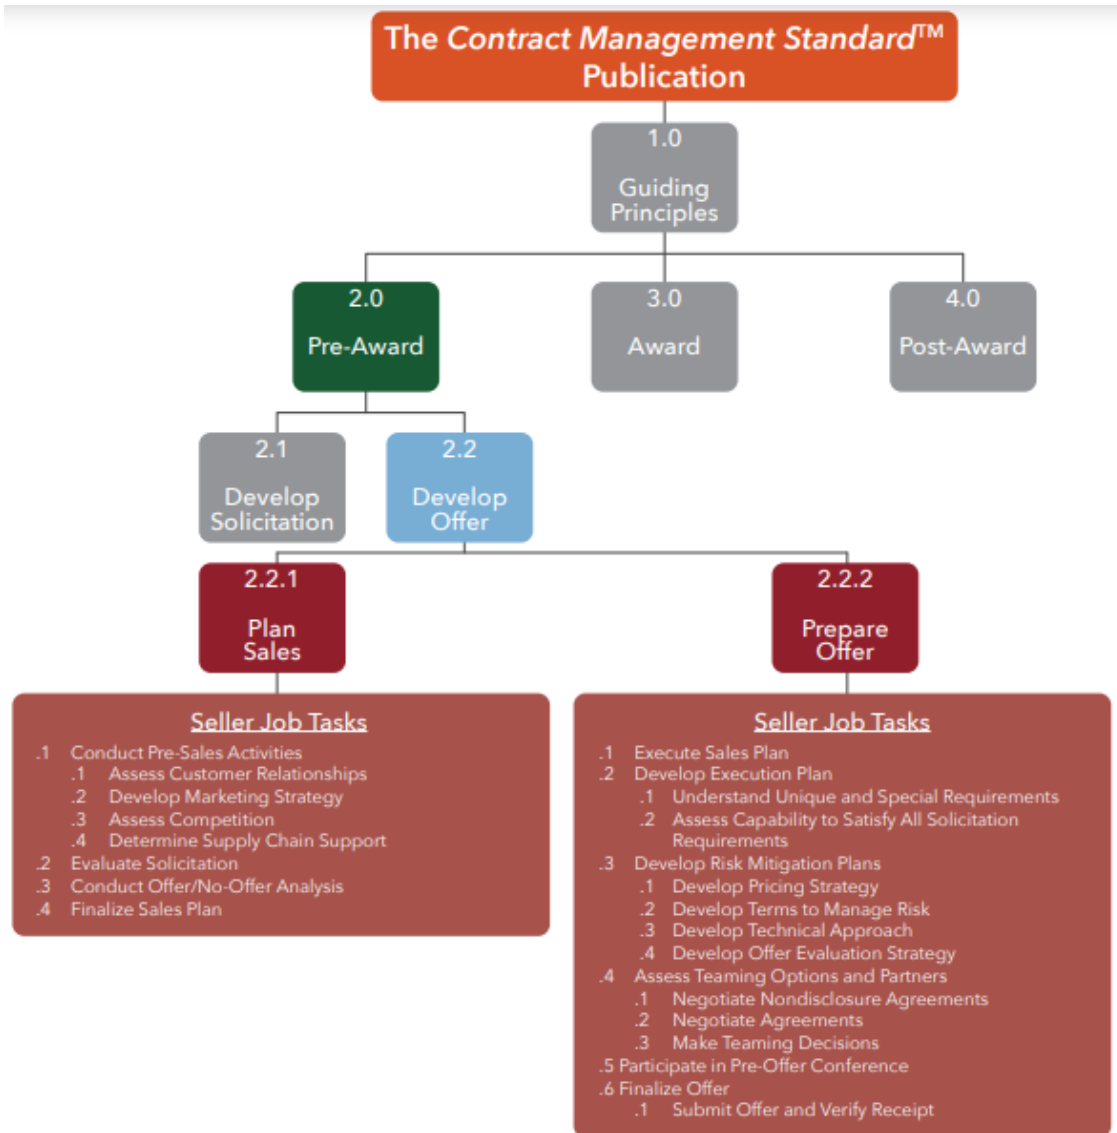 The Contract Management Standard™
Publication
1.0
Guiding
Principles
2.0
Pre-Award
3.0
Award
4.0
Post-Award
2.1
Develop
Solicitation
2.2
Develop
Offer
2.2.1
Plan
Sales
2.2.2
Prepare
Offer
Seller Job Tasks
.1 Conduct Pre-Sales Activities
.1 Assess Customer Relationships
.2 Develop Marketing Strategy
.3 Assess Competition
.4 Determine Supply Chain Support
.2 Evaluate Solicitation
.3 Conduct Offer/No-Offer Analysis
.4 Finalize Sales Plan
Seller Job Tasks
.1 Execute Sales Plan
.2 Develop Execution Plan
.1 Understand Unique and Special Requirements
.2 Assess Capability to Satisfy All Solicitation
Requirements
.3 Develop Risk Mitigation Plans
.1 Develop Pricing Strategy
.2 Develop Terms to Manage Risk
.3 Develop Technical Approach
.4 Develop Offer Evaluation Strategy
.4 Assess Teaming Options and Partners
.1 Negotiate Nondisclosure Agreements
.2 Negotiate Agreements
.3 Make Teaming Decisions
.5 Participate in Pre-Offer Conference
.6 Finalize Offer
.1 Submit Offer and Verify Receipt